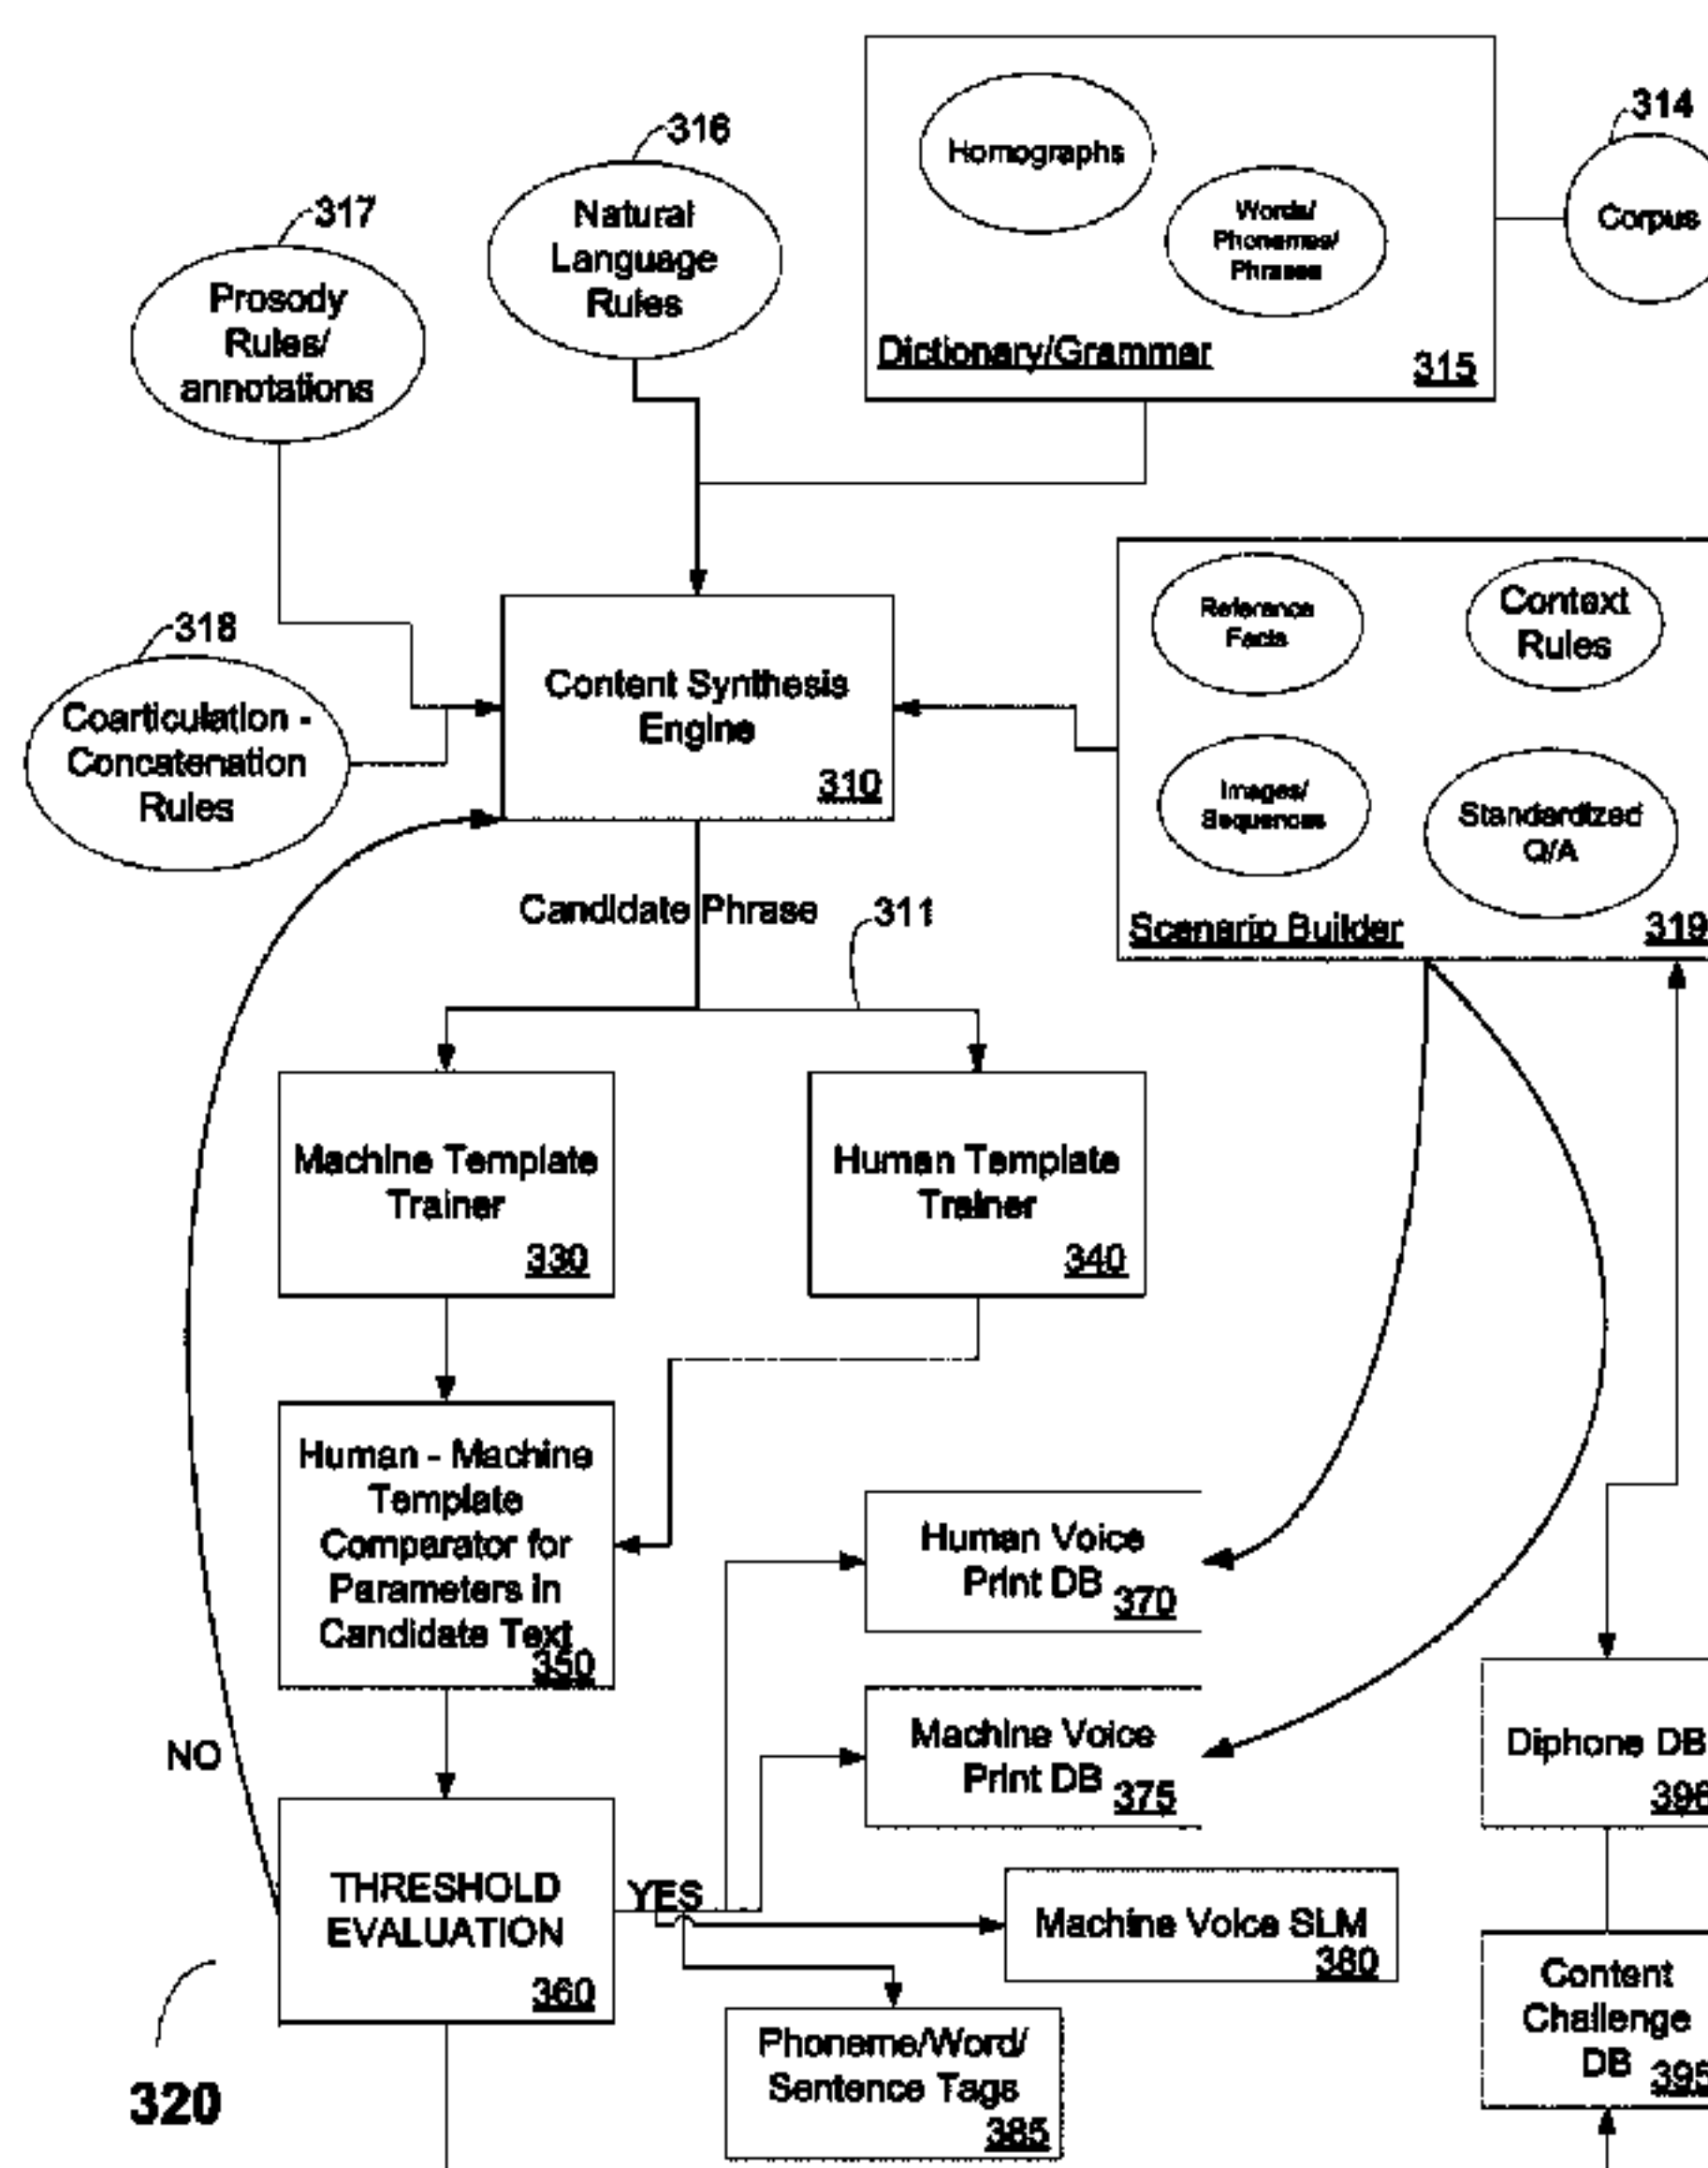 314
316
Homographs
317
Natural
Language
Rules
Words/
Phonemes/
Phrases
Corpus
Prosody
Rules/
annotations
Dictionary/Grammar
315
318
Reference
Facts
Context
Rules
Content Synthesis
Engine
310
Coarticulation -
Concatenation
Rules
Images/
Sequences
Standardized
Q/A
Candidate Phrase
311
Scenario Builder
319
Machine Template
Trainer
330
Human Template
Trainer
340
Human - Machine
Template
Comparator for
Parameters in
Candidate Text
350
Human Voice
Print DB
370
NO
Machine Voice
Print DB
375
Diphone DB
396
THRESHOLD
EVALUATION
360
YES
Machine Voice SLM
380
Content
Challenge
DB
395
Phoneme/Word/
Sentence Tags
385
320